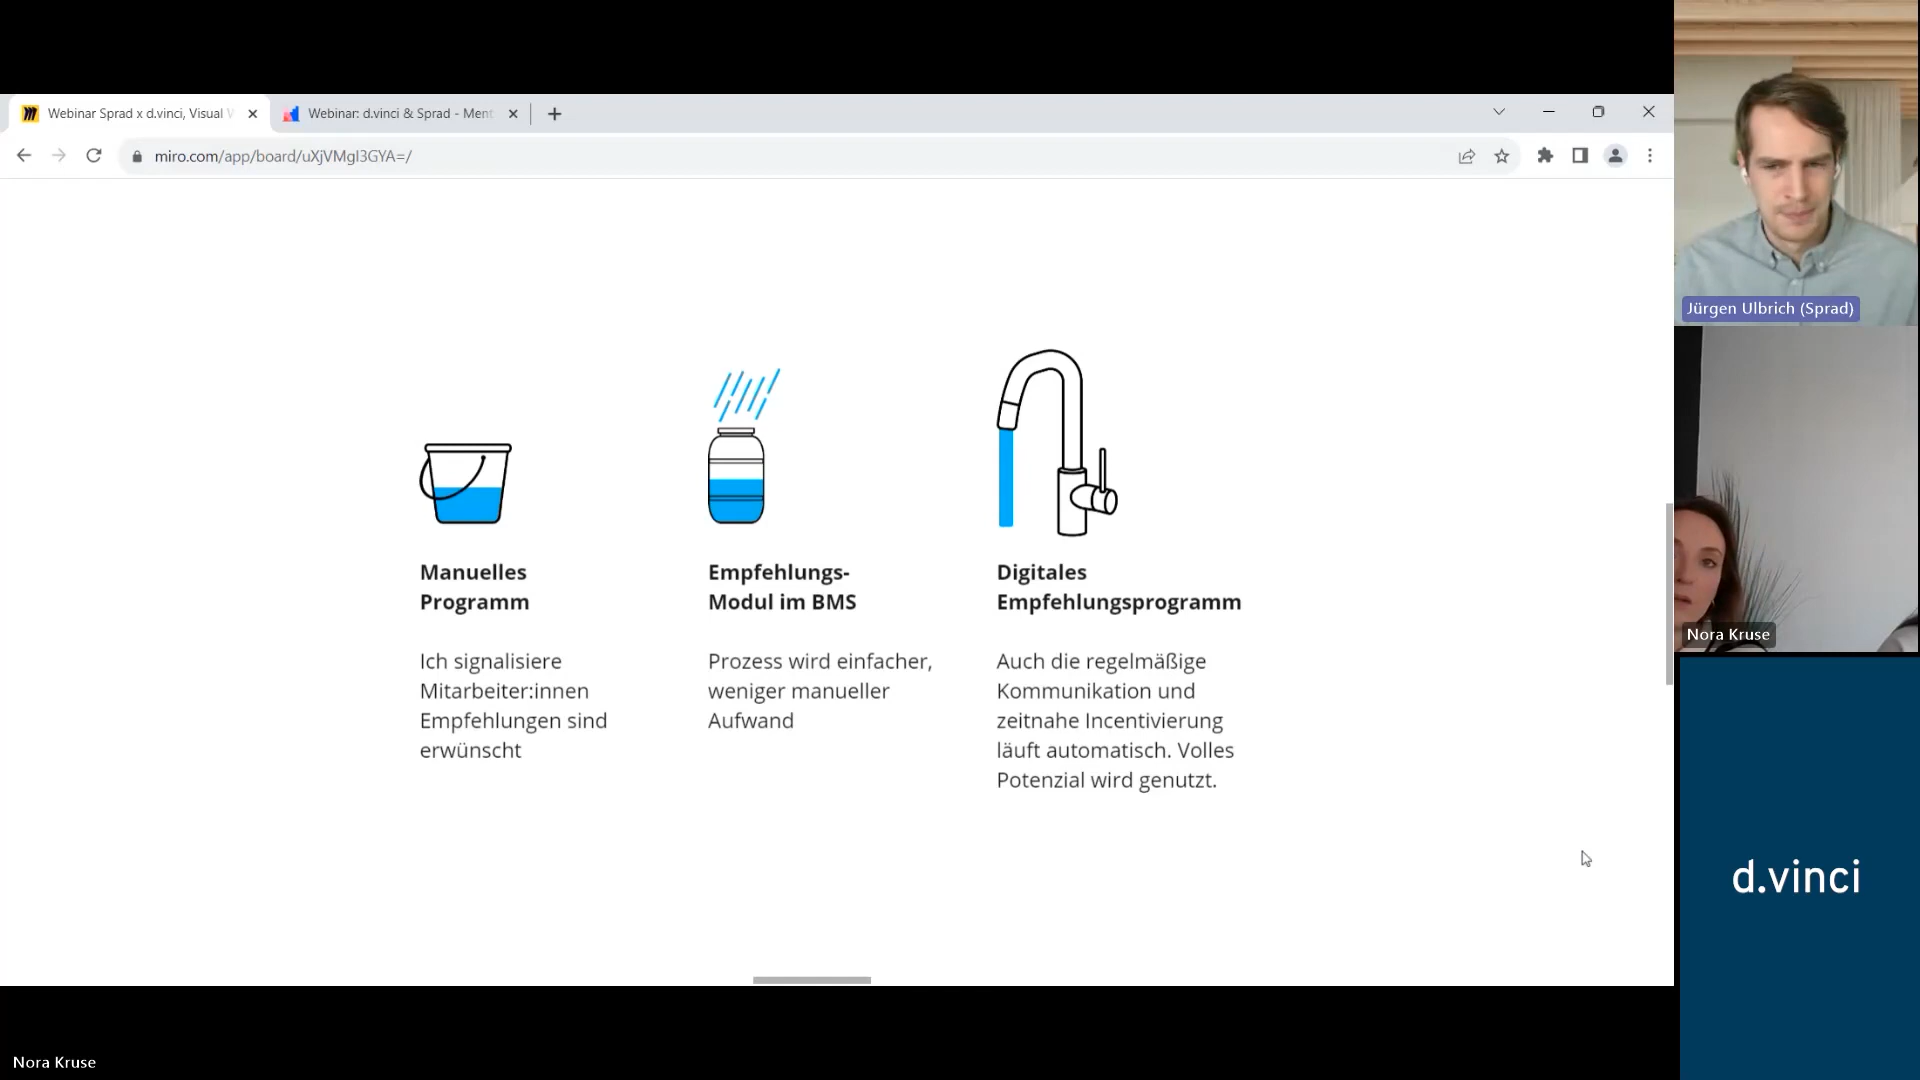 Webinar Sprad x d.vinci, Visual
Webinar: d.vinci & Sprad - Ment
miro.com/app/board/uXjVMgI3GYA=/
Manuelles
Programm
Ich signalisiere
Mitarbeiter:innen
Empfehlungen sind
erwünscht
Empfehlungs-
Modul im BMS
Prozess wird einfacher,
weniger manueller
Aufwand
Digitales
Empfehlungsprogramm
Auch die regelmäßige
Kommunikation und
zeitnahe Incentivierung
läuft automatisch. Volles
Potenzial wird genutzt.
Jürgen Ulbrich (Sprad)
Nora Kruse
d.vinci
Nora Kruse